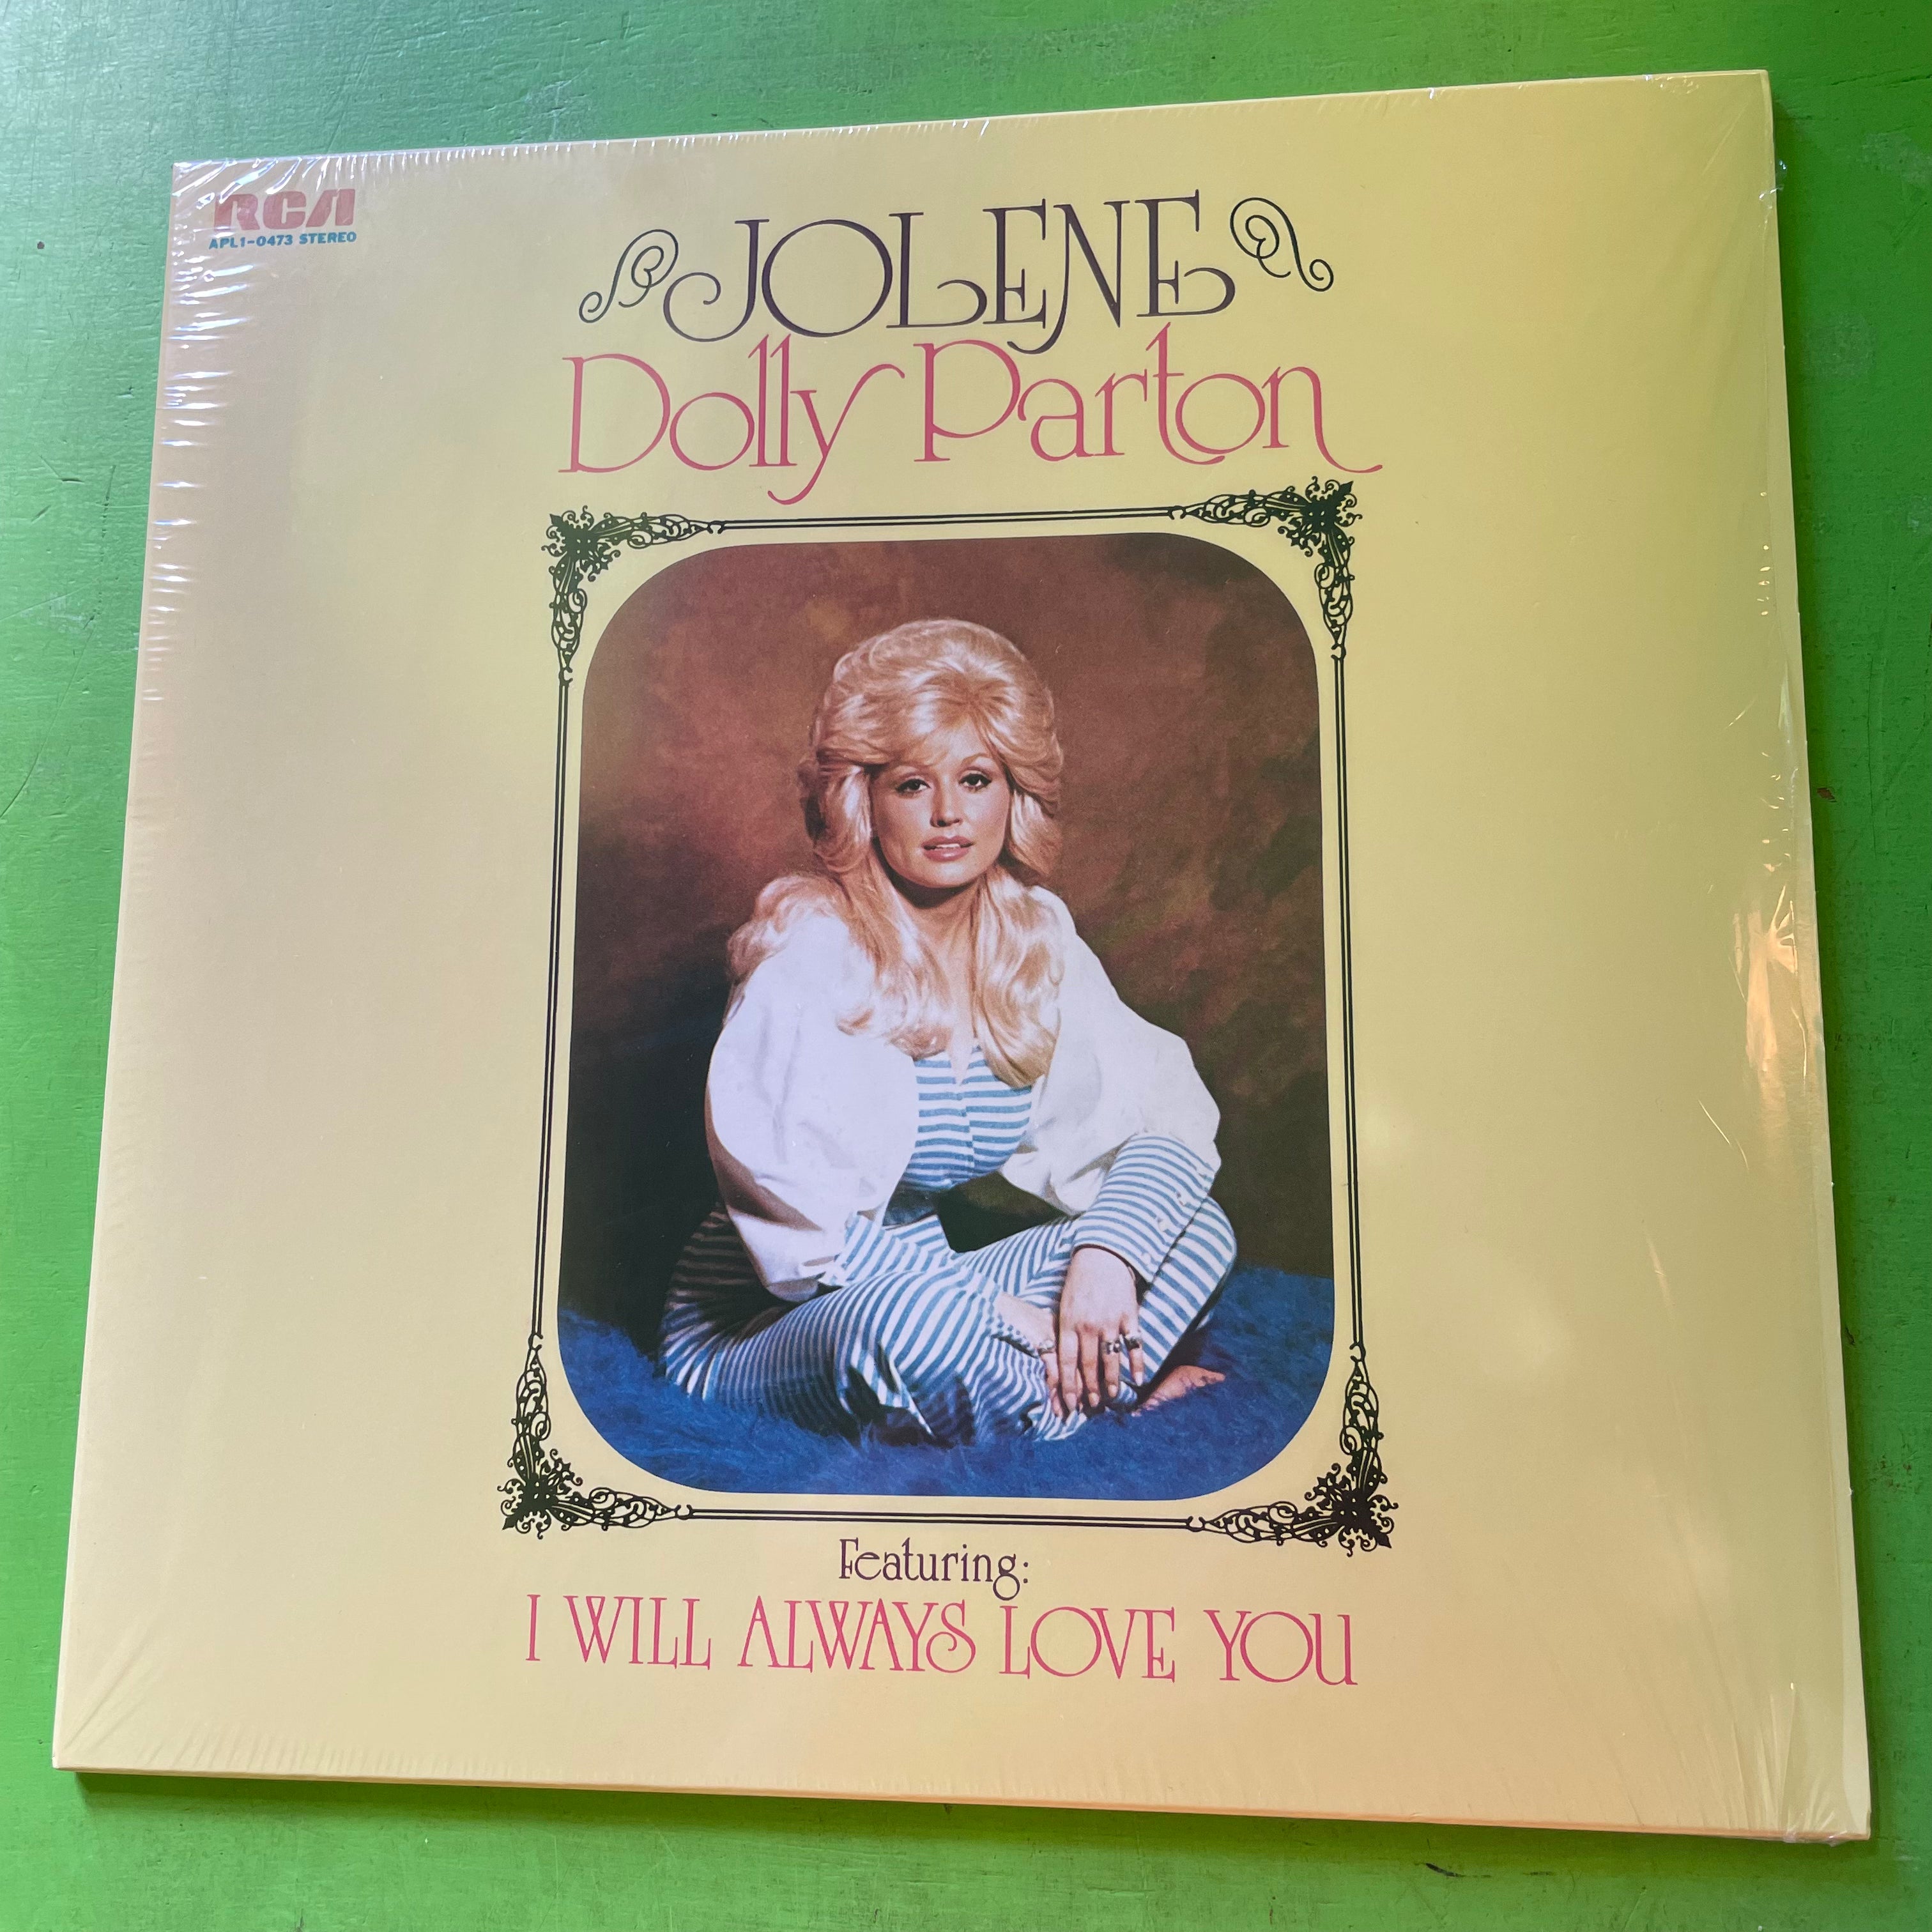 RCA
APL1-0473 STEREO
JOLENE
Dolly Parton
Featuring:
I WILL ALWAYS LOVE YOU